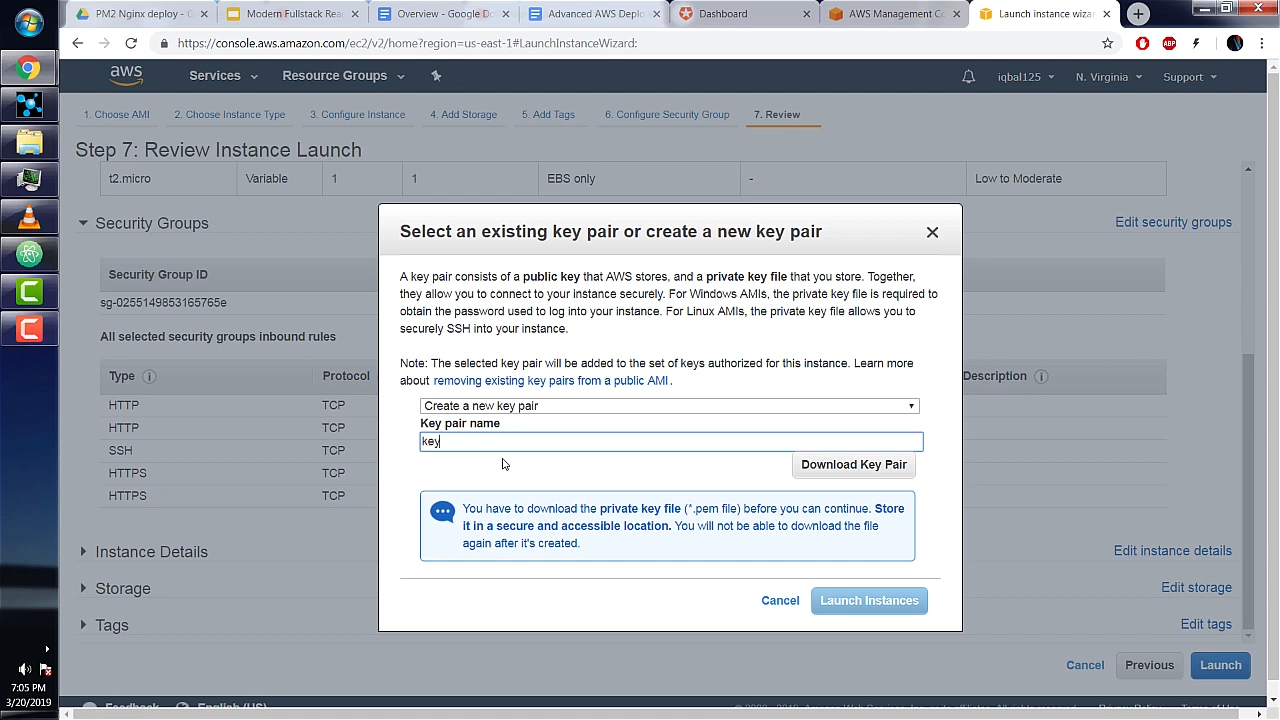 PM2 Nginx deploy - G
Modern Fullstack Rea
Overview - Google Do
Advanced AWS Deplo
Dashboard
AWS Management Co
Launch instance wiza
https://console.aws.amazon.com/ec2/v2/home?region=us-east-1#LaunchInstanceWizard:
ABP
aws
Services
Resource Groups
iqbal125
N. Virginia
Support
1. Choose AMI
2. Choose Instance Type
3. Configure Instance
4. Add Storage
5. Add Tags
6. Configure Security Group
7. Review
Step 7: Review Instance Launch
t2.micro
Variable
1
1
EBS only
-
Low to Moderate
Security Groups
Edit security groups
Security Group ID
sg-0255149853165765e
All selected security groups inbound rules
Type
Protocol
Description
HTTP
TCP
HTTP
TCP
SSH
TCP
HTTPS
TCP
HTTPS
TCP
Instance Details
Edit instance details
Storage
Edit storage
Tags
Edit tags
Cancel
Previous
Launch
Feedback
English (US)
Select an existing key pair or create a new key pair
A key pair consists of a public key that AWS stores, and a private key file that you store. Together,
they allow you to connect to your instance securely. For Windows AMIs, the private key file is required to
obtain the password used to log into your instance. For Linux AMIs, the private key file allows you to
securely SSH into your instance.
Note: The selected key pair will be added to the set of keys authorized for this instance. Learn more
about removing existing key pairs from a public AMI.
Create a new key pair
Key pair name
key
Download Key Pair
You have to download the private key file (*.pem file) before you can continue. Store
it in a secure and accessible location. You will not be able to download the file
again after it's created.
Cancel
Launch Instances
7:05 PM
3/20/2019